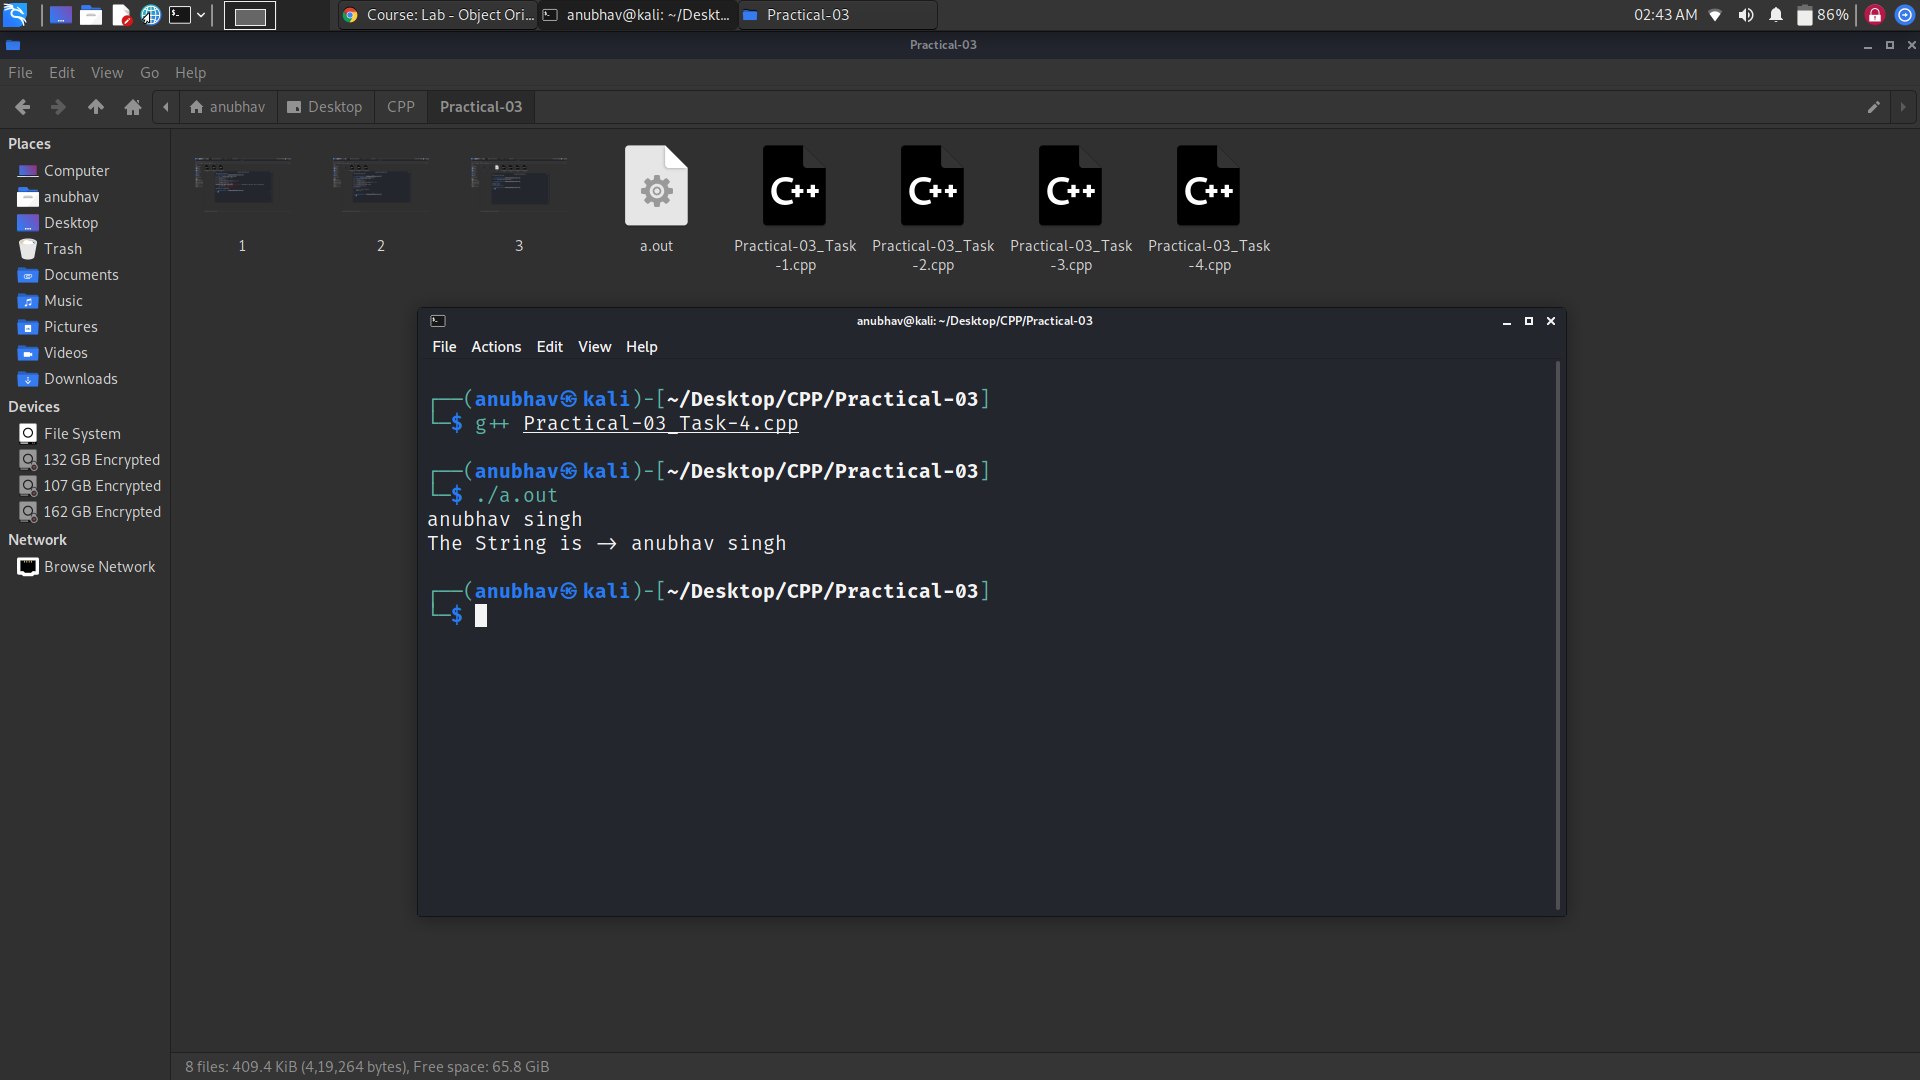 Course: Lab - Object Ori...
anubhav@kali: ~/Deskt...
Practical-03
02:43 AM
86%
Practical-03
File Edit View Go Help
anubhav Desktop CPP Practical-03
Places
Computer
anubhav
Desktop
Trash
Documents
Music
Pictures
Videos
Downloads
Devices
File System
132 GB Encrypted
107 GB Encrypted
162 GB Encrypted
Network
Browse Network
1
2
3
a.out
C++
Practical-03_Task
-1.cpp
C++
Practical-03_Task
-2.cpp
C++
Practical-03_Task
-3.cpp
C++
Practical-03_Task
-4.cpp
anubhav@kali: ~/Desktop/CPP/Practical-03
File Actions Edit View Help
┌──(anubhav㉿kali)-[~/Desktop/CPP/Practical-03]
└─$ g++ Practical-03_Task-4.cpp
┌──(anubhav㉿kali)-[~/Desktop/CPP/Practical-03]
└─$ ./a.out
anubhav singh
The String is -> anubhav singh
┌──(anubhav㉿kali)-[~/Desktop/CPP/Practical-03]
└─$
8 files: 409.4 KiB (4,19,264 bytes), Free space: 65.8 GiB